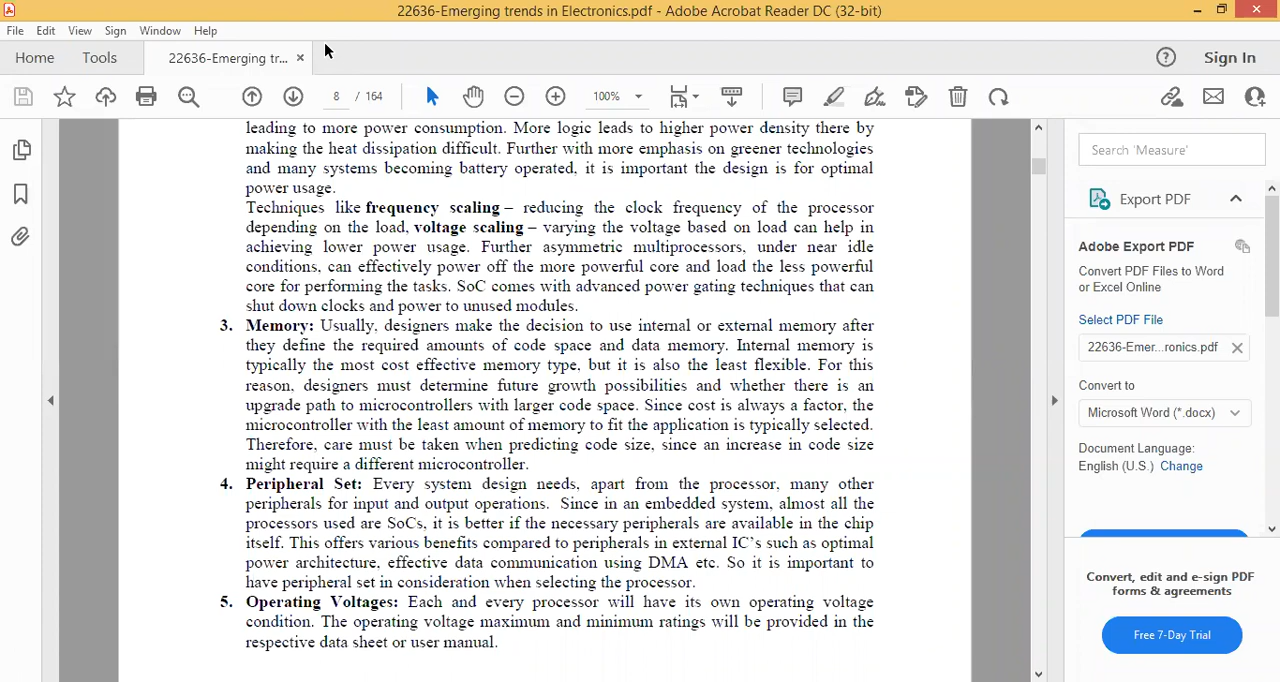 22636-Emerging trends in Electronics.pdf - Adobe Acrobat Reader DC (32-bit)
File Edit View Sign Window Help
Home Tools 22636-Emerging tr... × Sign In
8 / 164 100%
leading to more power consumption. More logic leads to higher power density there by
making the heat dissipation difficult. Further with more emphasis on greener technologies
and many systems becoming battery operated, it is important the design is for optimal
power usage.
Techniques like frequency scaling – reducing the clock frequency of the processor
depending on the load, voltage scaling – varying the voltage based on load can help in
achieving lower power usage. Further asymmetric multiprocessors, under near idle
conditions, can effectively power off the more powerful core and load the less powerful
core for performing the tasks. SoC comes with advanced power gating techniques that can
shut down clocks and power to unused modules.
3. Memory: Usually, designers make the decision to use internal or external memory after
they define the required amounts of code space and data memory. Internal memory is
typically the most cost effective memory type, but it is also the least flexible. For this
reason, designers must determine future growth possibilities and whether there is an
upgrade path to microcontrollers with larger code space. Since cost is always a factor, the
microcontroller with the least amount of memory to fit the application is typically selected.
Therefore, care must be taken when predicting code size, since an increase in code size
might require a different microcontroller.
4. Peripheral Set: Every system design needs, apart from the processor, many other
peripherals for input and output operations. Since in an embedded system, almost all the
processors used are SoCs, it is better if the necessary peripherals are available in the chip
itself. This offers various benefits compared to peripherals in external IC’s such as optimal
power architecture, effective data communication using DMA etc. So it is important to
have peripheral set in consideration when selecting the processor.
5. Operating Voltages: Each and every processor will have its own operating voltage
condition. The operating voltage maximum and minimum ratings will be provided in the
respective data sheet or user manual.
Search 'Measure'
Export PDF
Adobe Export PDF
Convert PDF Files to Word
or Excel Online
Select PDF File
22636-Emer...ronics.pdf ×
Convert to
Microsoft Word (*.docx)
Document Language:
English (U.S.) Change
Convert, edit and e-sign PDF
forms & agreements
Free 7-Day Trial